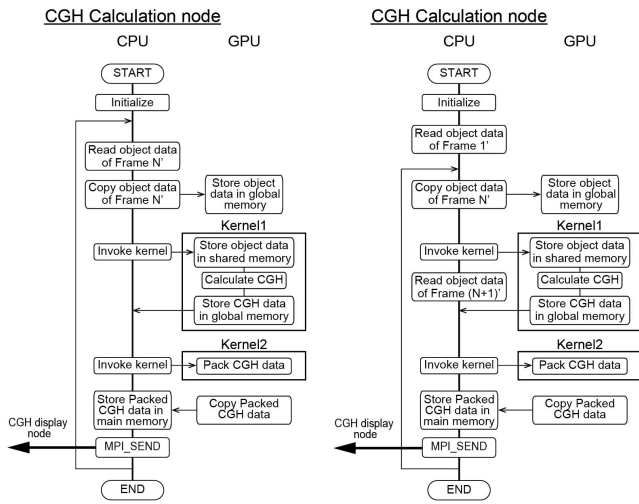 CGH Calculation node
CPU
GPU
START
Initialize
Read object data
of Frame N'
Copy object data
of Frame N'
Store object
data in global
memory
Kernel1
Invoke kernel
Store object data
in shared memory
Calculate CGH
Store CGH data
in global memory
Kernel2
Invoke kernel
Pack CGH data
Store Packed
CGH data in
main memory
Copy Packed
CGH data
CGH display
node
MPI_SEND
END
CGH Calculation node
CPU
GPU
START
Initialize
Read object data
of Frame 1'
Copy object data
of Frame N'
Store object
data in global
memory
Kernel1
Invoke kernel
Store object data
in shared memory
Calculate CGH
Read object data
of Frame (N+1)'
Store CGH data
in global memory
Kernel2
Invoke kernel
Pack CGH data
Store Packed
CGH data in
main memory
Copy Packed
CGH data
CGH display
node
MPI_SEND
END